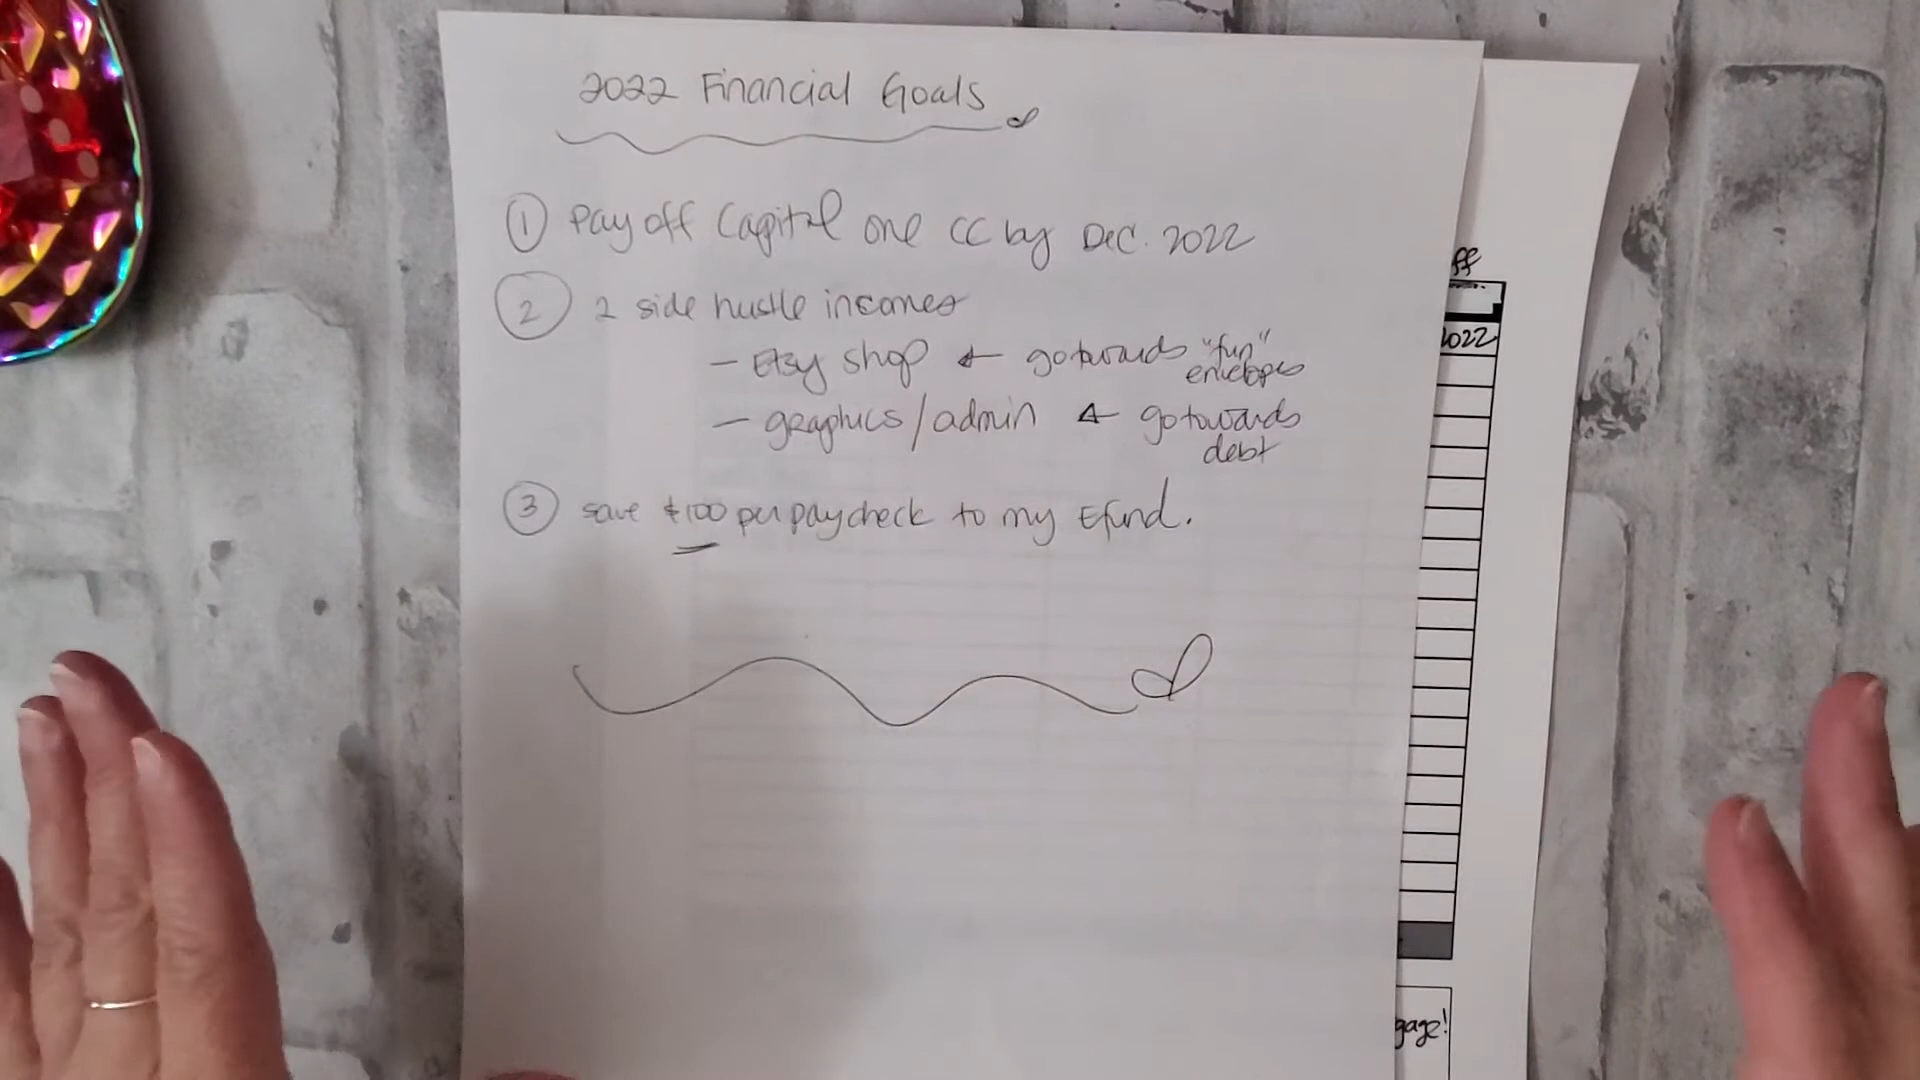 2022 Financial Goals
① Pay off Capital one CC by Dec. 2022
② 2 side hustle incomes
- Etsy shop ← go towards "fun"
envelopes
- graphics/admin ← go towards
debt
③ save $100 per paycheck to my Efund.
ff
2022
gage!